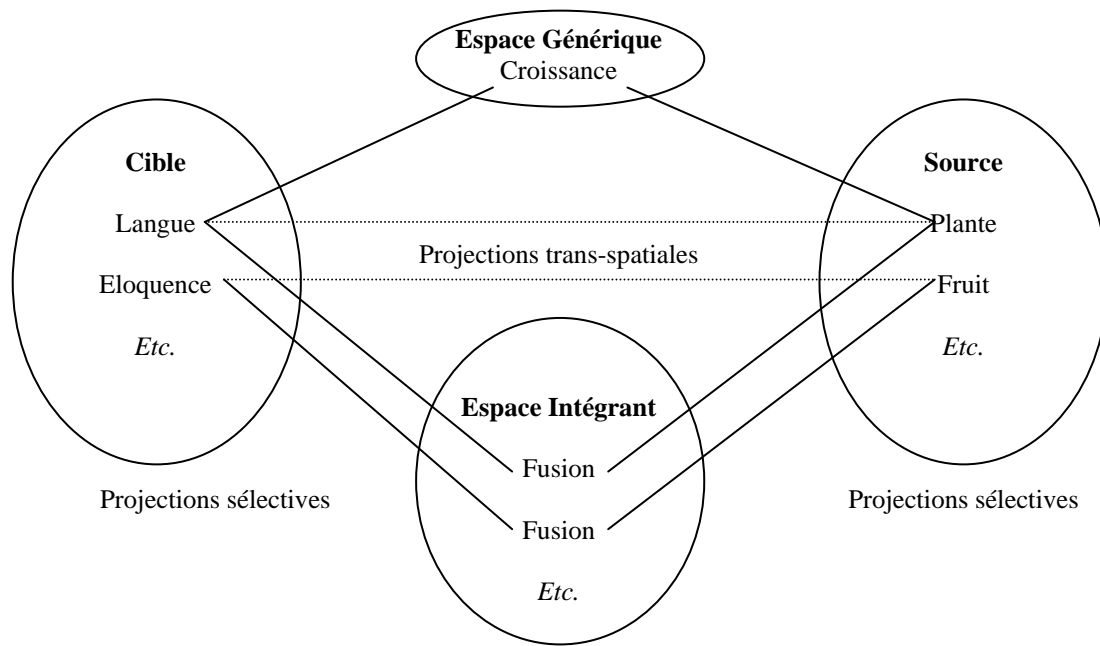 Espace Générique
Croissance
Cible
Source
Langue
Plante
Projections trans-spatiales
Eloquence
Fruit
Etc.
Etc.
Espace Intégrant
Fusion
Projections sélectives
Projections sélectives
Fusion
Etc.